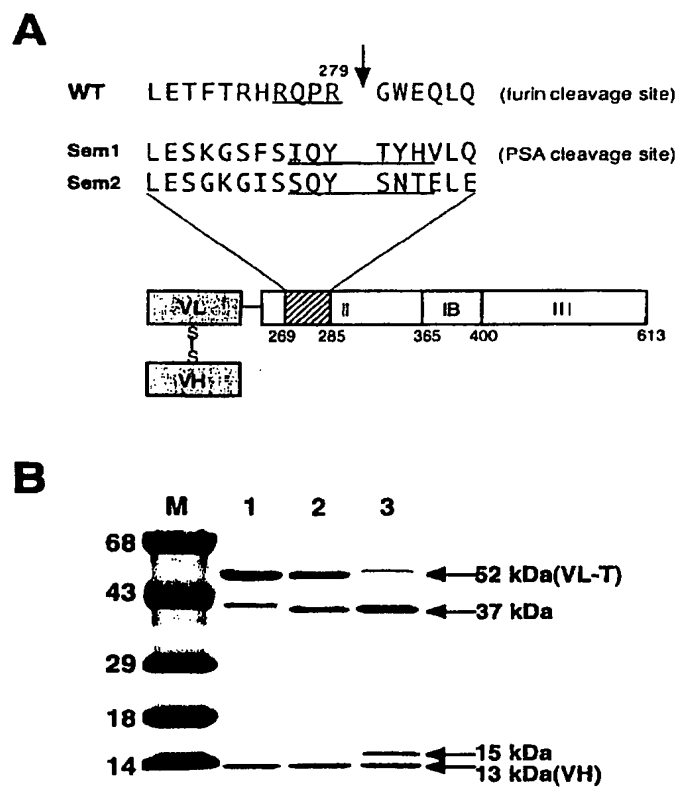 A
279
WT LETFTRHRQPR GWEQLQ (furin cleavage site)
Sem1 LESKGSFSIQY TYHVLQ (PSA cleavage site)
Sem2 LESGKGISSQY SNTELE
VL II IB III
S 269 285 365 400 613
S
VH
B
M 1 2 3
68
52 kDa(VL-T)
43
37 kDa
29
18
15 kDa
14
13 kDa(VH)